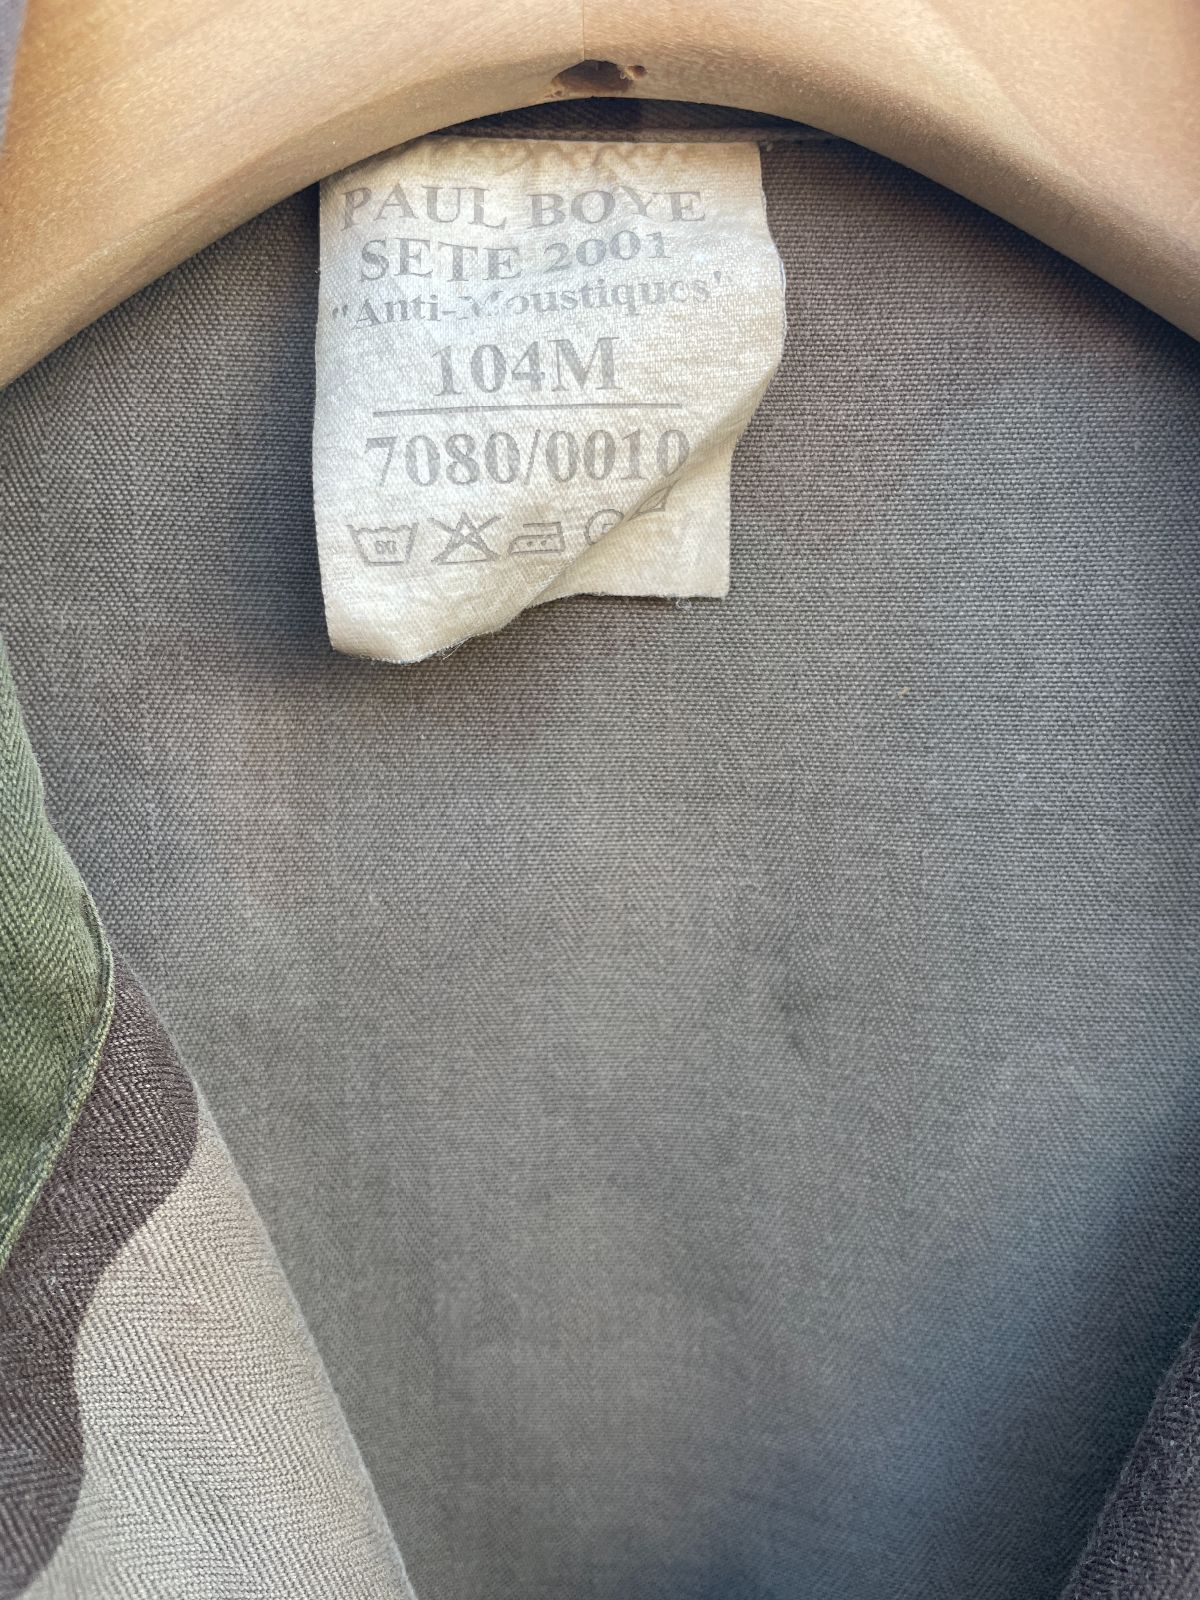 PAUL BOYE
SETE 2001
"Anti-Moustiques"
104M
7080/0010